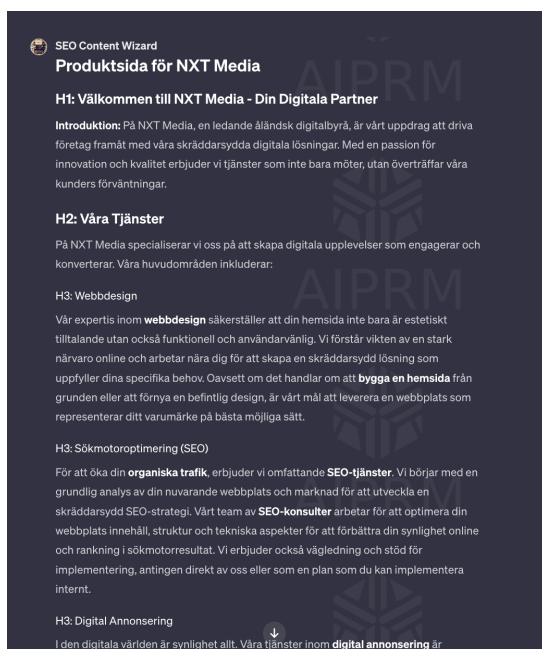 SEO Content Wizard
Produktsida för NXT Media
H1: Välkommen till NXT Media - Din Digitala Partner
Introduktion: På NXT Media, en ledande åländsk digitalbyrå, är vårt uppdrag att driva
företag framåt med våra skräddarsydda digitala lösningar. Med en passion för
innovation och kvalitet erbjuder vi tjänster som inte bara möter, utan överträffar våra
kunders förväntningar.
H2: Våra Tjänster
På NXT Media specialiserar vi oss på att skapa digitala upplevelser som engagerar och
konverterar. Våra huvudområden inkluderar:
H3: Webbdesign
Vår expertis inom webbdesign säkerställer att din hemsida inte bara är estetiskt
tilltalande utan också funktionell och användarvänlig. Vi förstår vikten av en stark
närvaro online och arbetar nära dig för att skapa en skräddarsydd lösning som
uppfyller dina specifika behov. Oavsett om det handlar om att bygga en hemsida från
grunden eller att förnya en befintlig design, är vårt mål att leverera en webbplats som
representerar ditt varumärke på bästa möjliga sätt.
H3: Sökmotoroptimering (SEO)
För att öka din organiska trafik, erbjuder vi omfattande SEO-tjänster. Vi börjar med en
grundlig analys av din nuvarande webbplats och marknad för att utveckla en
skräddarsydd SEO-strategi. Vårt team av SEO-konsulter arbetar för att optimera din
webbplats innehåll, struktur och tekniska aspekter för att förbättra din synlighet online
och rankning i sökmotorresultat. Vi erbjuder också vägledning och stöd för
implementering, antingen direkt av oss eller som en plan som du kan implementera
internt.
H3: Digital Annonsering
I den digitala världen är synlighet allt. Våra tjänster inom digital annonsering är
AIPRM
AIPRM
AIPRM